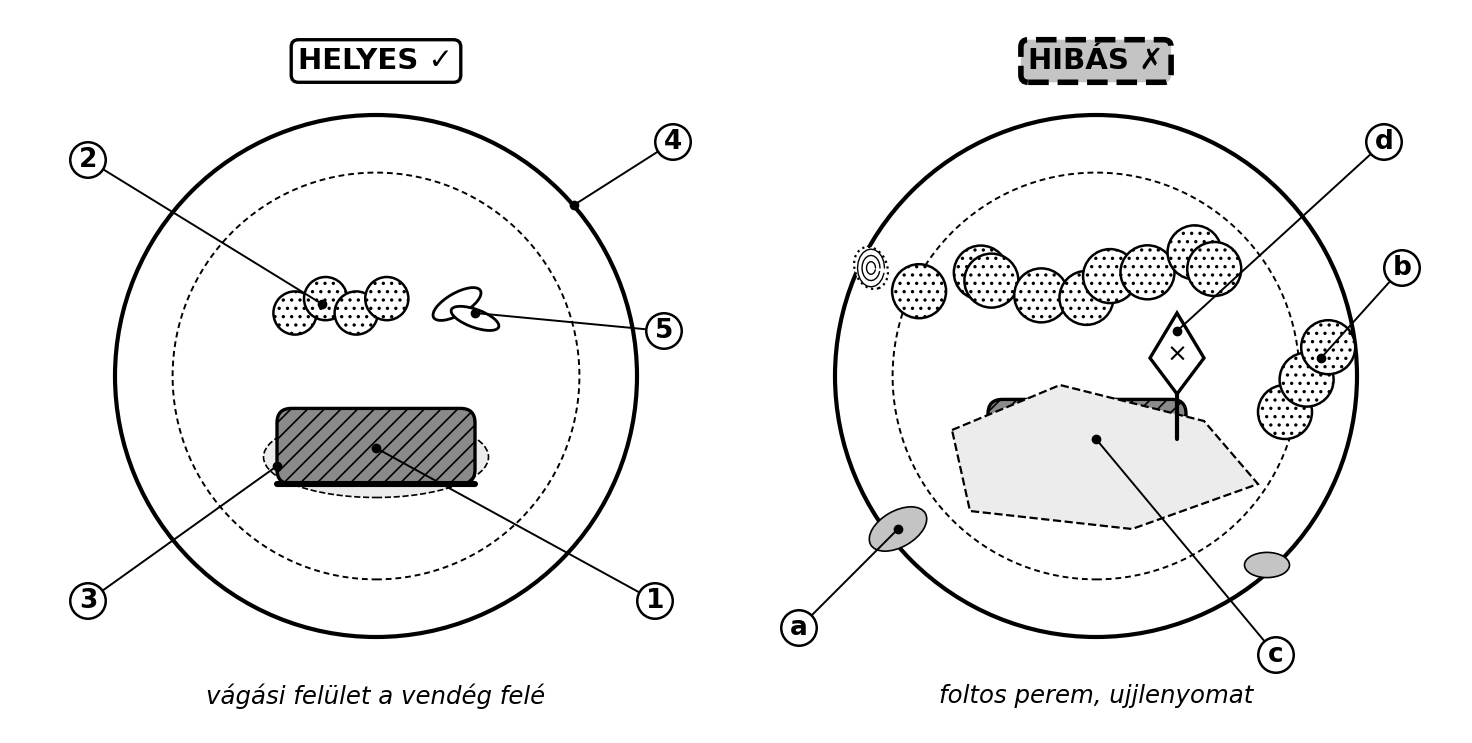 HELYES ✓
2
4
5
3
1
vágási felület a vendég felé
HIBÁS ✗
d
b
a
c
foltos perem, ujjlenyomat